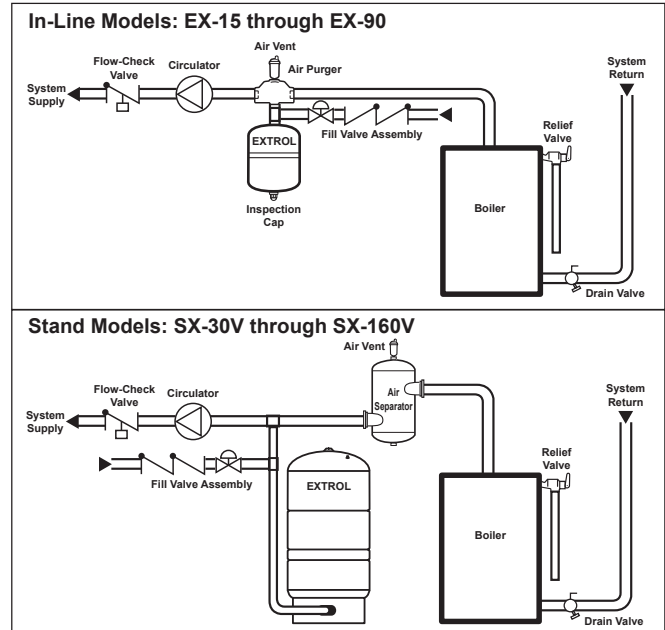 In-Line Models: EX-15 through EX-90
Air Vent
Flow-Check
Valve
Circulator
Air Purger
System
Supply
System
Return
Fill Valve Assembly
Relief
Valve
EXTROL
Inspection
Cap
Boiler
Drain Valve
Stand Models: SX-30V through SX-160V
Air Vent
Flow-Check
Valve
Circulator
Air
Separator
System
Supply
System
Return
Fill Valve Assembly
EXTROL
Relief
Valve
Boiler
Drain Valve